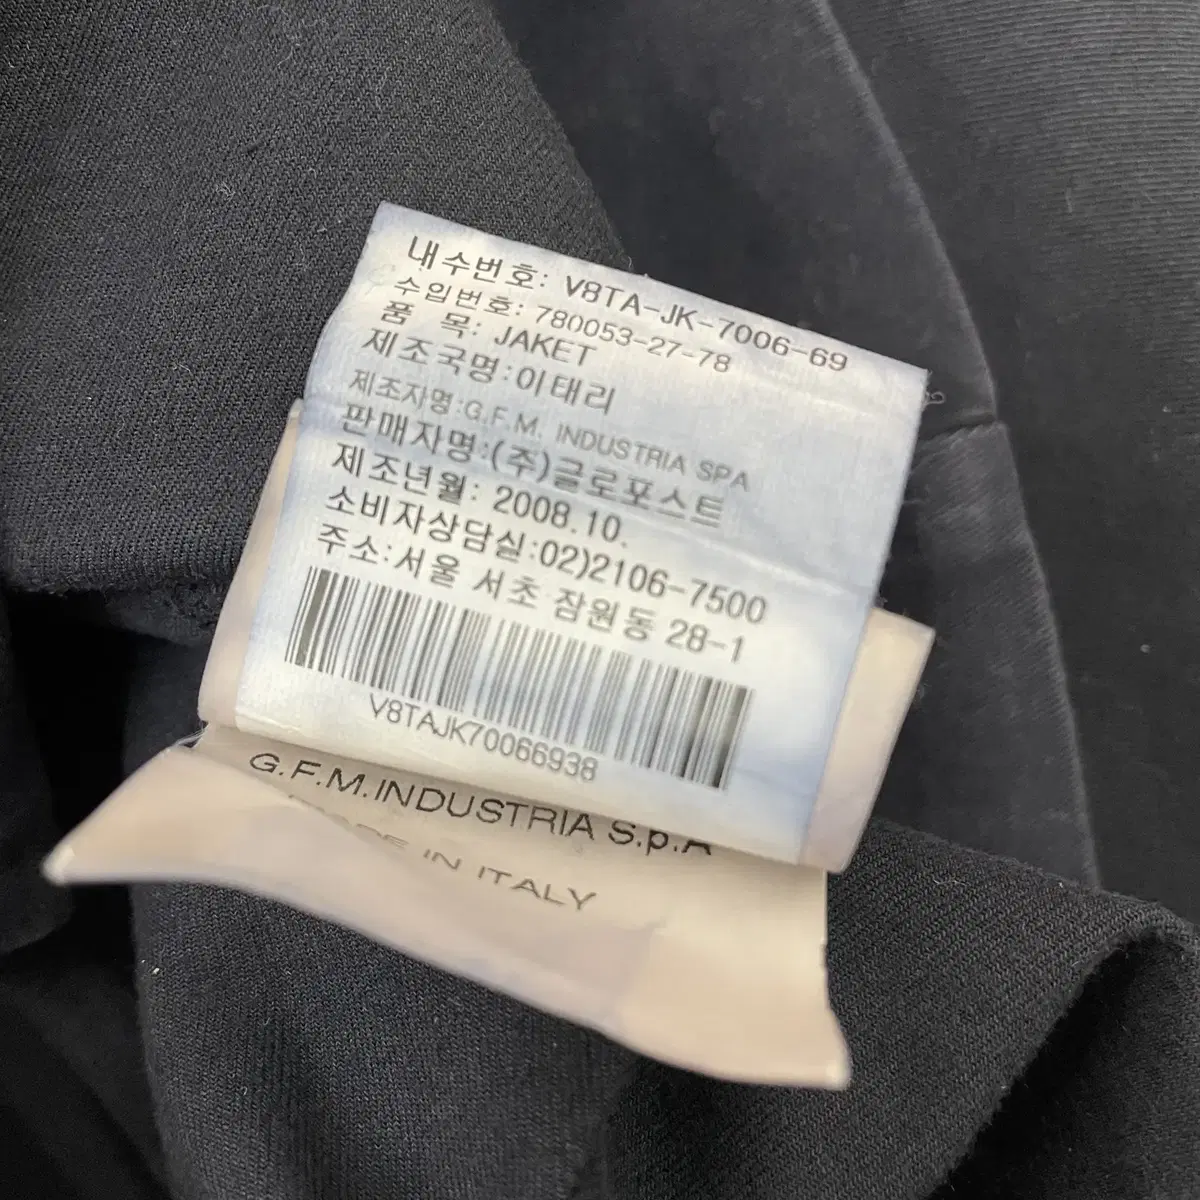 내수번호: V8TA-JK-7006-69
수입번호: 780053-27-78
품 목: JAKET
제조국명:이태리
제조자명:G.F.M. INDUSTRIA SPA
판매자명:(주)글로포스트
제조년월: 2008.10.
소비자상담실:02)2106-7500
주소:서울 서초 잠원동 28-1
V8TAJK70066938
G.F.M.INDUSTRIA S.p.A
IN ITALY